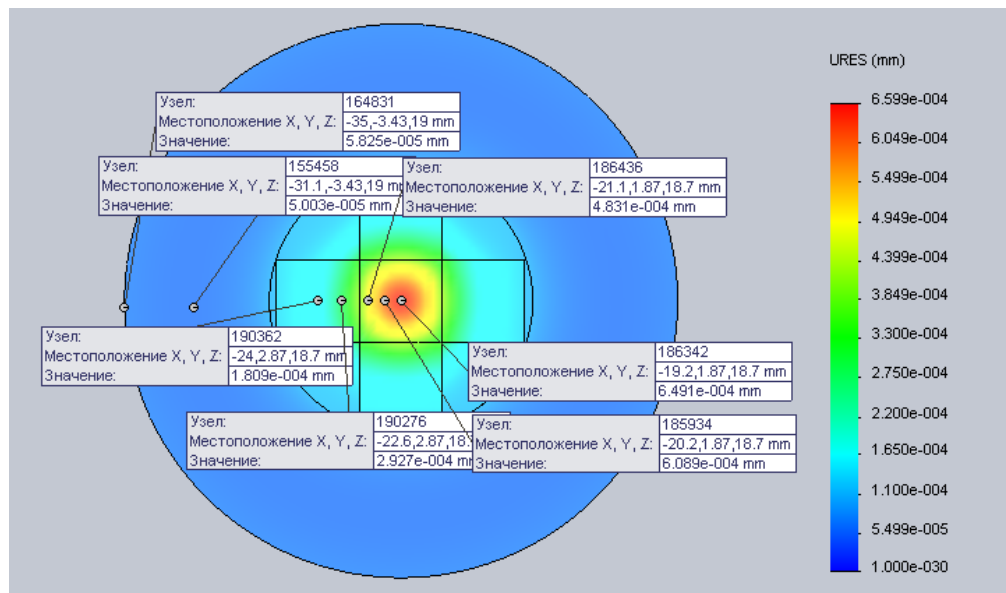 URES (mm)
6.599e-004
6.049e-004
5.499e-004
4.949e-004
4.399e-004
3.849e-004
3.300e-004
2.750e-004
2.200e-004
1.650e-004
1.100e-004
5.499e-005
1.000e-030
Узел: 164831
Местоположение X, Y, Z: -35,-3.43,19 mm
Значение: 5.825e-005 mm
Узел: 155458
Местоположение X, Y, Z: -31.1,-3.43,19 m
Значение: 5.003e-005 mm
Узел: 186436
Местоположение X, Y, Z: -21.1,1.87,18.7 mm
Значение: 4.831e-004 mm
Узел: 190362
Местоположение X, Y, Z: -24,2.87,18.7 mm
Значение: 1.809e-004 mm
Узел: 186342
Местоположение X, Y, Z: -19.2,1.87,18.7 mm
Значение: 6.491e-004 mm
Узел: 190276
Местоположение X, Y, Z: -22.6,2.87,18
Значение: 2.927e-004 mm
Узел: 185934
Местоположение X, Y, Z: -20.2,1.87,18.7 mm
Значение: 6.089e-004 mm